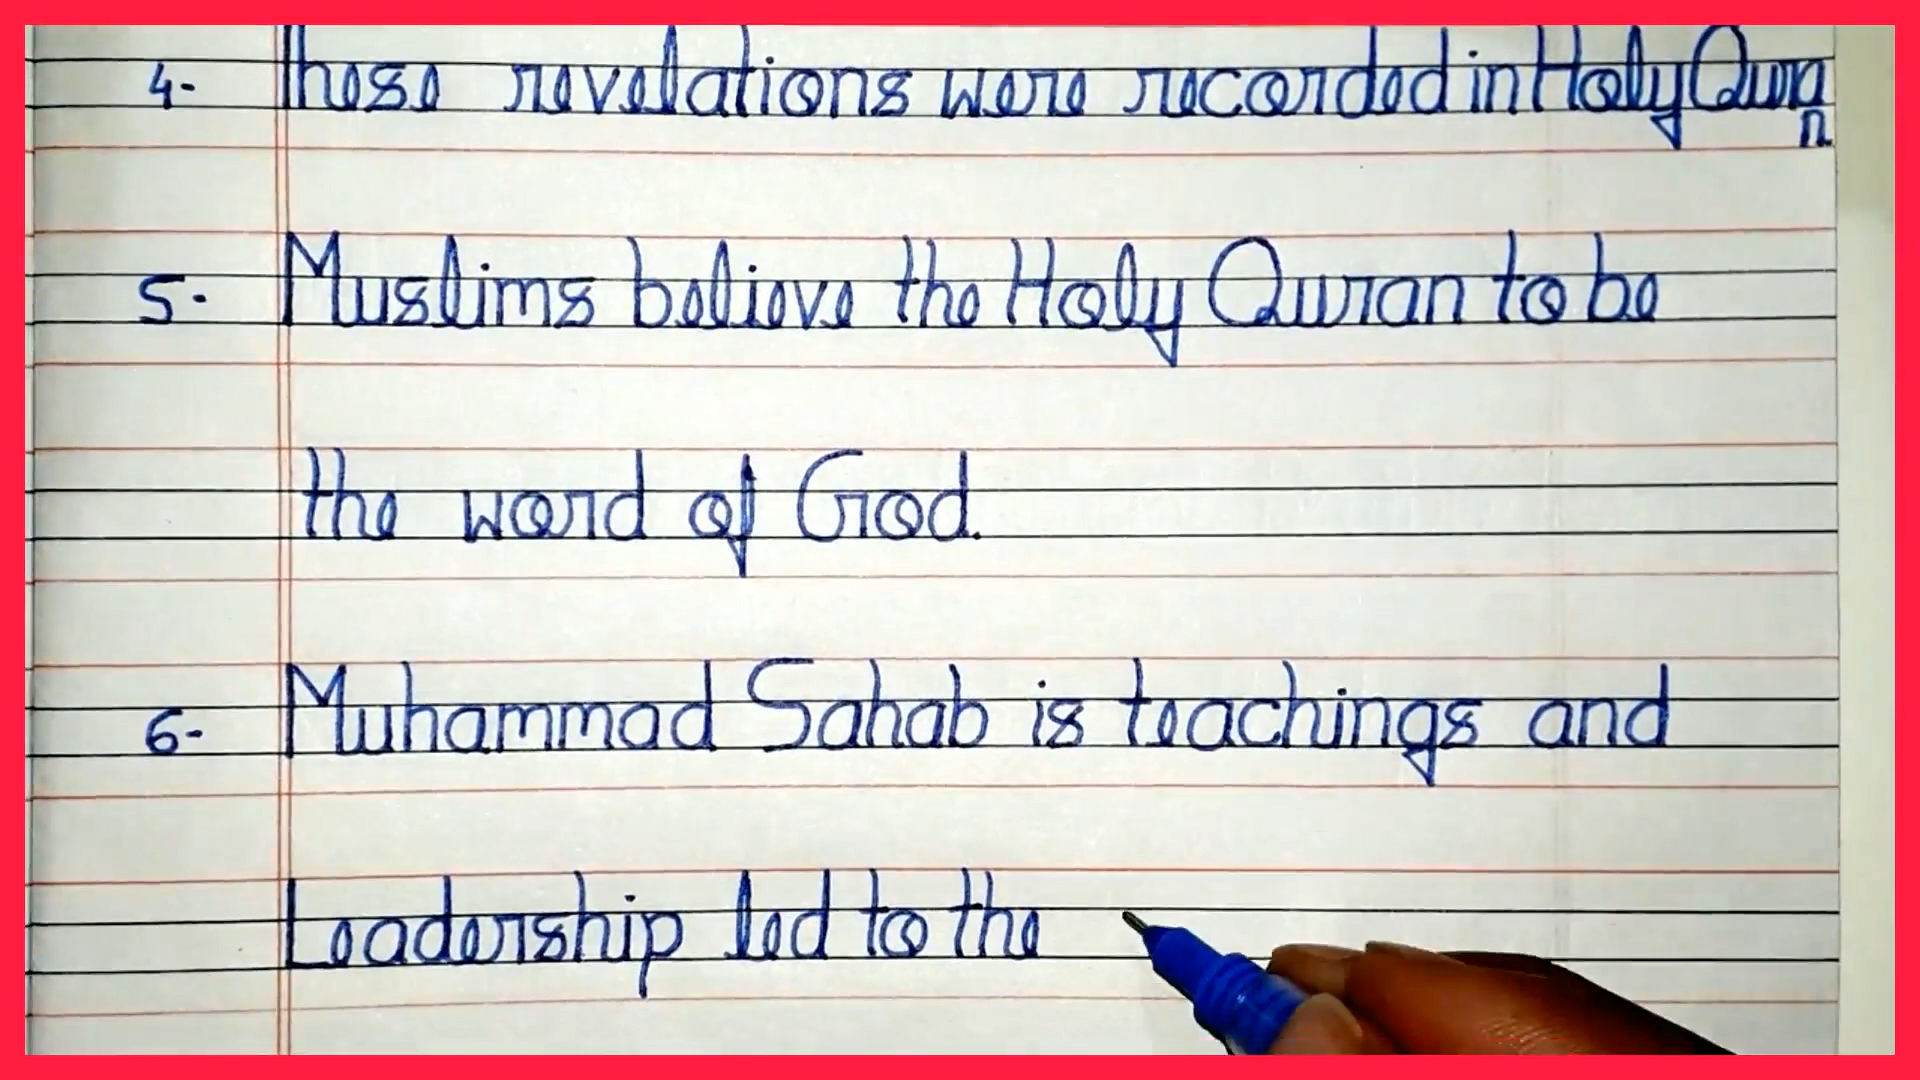 4- These revelations were recorded in Holy Quran
5- Muslims believe the Holy Quran to be
the word of God.
6- Muhammad Sahab is teachings and
Leadership led to the